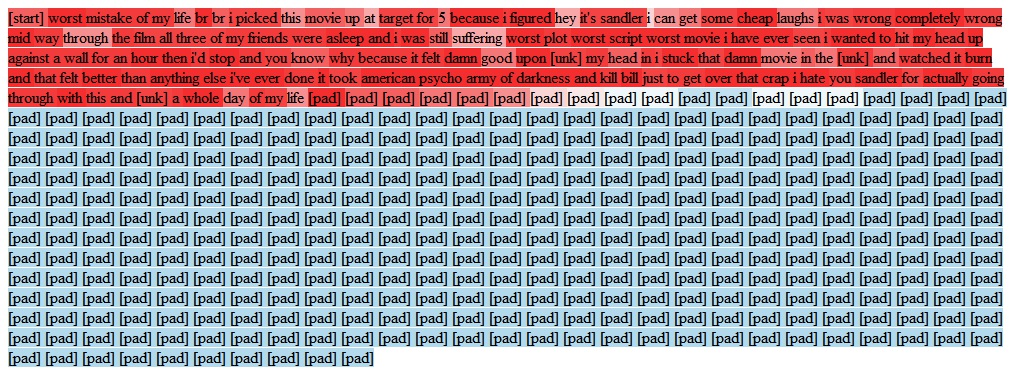 [start] worst mistake of my life br br i picked this movie up at target for 5 because i figured hey it's sandler i can get some cheap laughs i was wrong completely wrong
mid way through the film all three of my friends were asleep and i was still suffering worst plot worst script worst movie i have ever seen i wanted to hit my head up
against a wall for an hour then i'd stop and you know why because it felt damn good upon [unk] my head in i stuck that damn movie in the [unk] and watched it burn
and that felt better than anything else i've ever done it took american psycho army of darkness and kill bill just to get over that crap i hate you sandler for actually going
through with this and [unk] a whole day of my life [pad] [pad] [pad] [pad] [pad] [pad] [pad] [pad] [pad] [pad] [pad] [pad] [pad] [pad] [pad] [pad] [pad] [pad] [pad]
[pad] [pad] [pad] [pad] [pad] [pad] [pad] [pad] [pad] [pad] [pad] [pad] [pad] [pad] [pad] [pad] [pad] [pad] [pad] [pad] [pad] [pad] [pad] [pad] [pad] [pad] [pad]
[pad] [pad] [pad] [pad] [pad] [pad] [pad] [pad] [pad] [pad] [pad] [pad] [pad] [pad] [pad] [pad] [pad] [pad] [pad] [pad] [pad] [pad] [pad] [pad] [pad] [pad] [pad]
[pad] [pad] [pad] [pad] [pad] [pad] [pad] [pad] [pad] [pad] [pad] [pad] [pad] [pad] [pad] [pad] [pad] [pad] [pad] [pad] [pad] [pad] [pad] [pad] [pad] [pad] [pad]
[pad] [pad] [pad] [pad] [pad] [pad] [pad] [pad] [pad] [pad] [pad] [pad] [pad] [pad] [pad] [pad] [pad] [pad] [pad] [pad] [pad] [pad] [pad] [pad] [pad] [pad] [pad]
[pad] [pad] [pad] [pad] [pad] [pad] [pad] [pad] [pad] [pad] [pad] [pad] [pad] [pad] [pad] [pad] [pad] [pad] [pad] [pad] [pad] [pad] [pad] [pad] [pad] [pad] [pad]
[pad] [pad] [pad] [pad] [pad] [pad] [pad] [pad] [pad] [pad] [pad] [pad] [pad] [pad] [pad] [pad] [pad] [pad] [pad] [pad] [pad] [pad] [pad] [pad] [pad] [pad] [pad]
[pad] [pad] [pad] [pad] [pad] [pad] [pad] [pad] [pad] [pad] [pad] [pad] [pad] [pad] [pad] [pad] [pad] [pad] [pad] [pad] [pad] [pad] [pad] [pad] [pad] [pad] [pad]
[pad] [pad] [pad] [pad] [pad] [pad] [pad] [pad] [pad] [pad] [pad] [pad] [pad] [pad] [pad] [pad] [pad] [pad] [pad] [pad] [pad] [pad] [pad] [pad] [pad] [pad] [pad]
[pad] [pad] [pad] [pad] [pad] [pad] [pad] [pad] [pad] [pad] [pad] [pad] [pad] [pad] [pad] [pad] [pad] [pad] [pad] [pad] [pad] [pad] [pad] [pad] [pad] [pad] [pad]
[pad] [pad] [pad] [pad] [pad] [pad] [pad] [pad] [pad] [pad] [pad] [pad] [pad] [pad] [pad] [pad] [pad] [pad] [pad] [pad] [pad] [pad] [pad] [pad] [pad] [pad] [pad]
[pad] [pad] [pad] [pad] [pad] [pad] [pad] [pad] [pad] [pad] [pad] [pad] [pad] [pad] [pad] [pad] [pad] [pad] [pad] [pad] [pad] [pad] [pad] [pad] [pad] [pad] [pad]
[pad] [pad] [pad] [pad] [pad] [pad] [pad] [pad] [pad] [pad] [pad] [pad] [pad] [pad] [pad] [pad] [pad] [pad] [pad] [pad] [pad] [pad] [pad] [pad] [pad] [pad] [pad]
[pad] [pad] [pad] [pad] [pad] [pad] [pad] [pad] [pad] [pad]